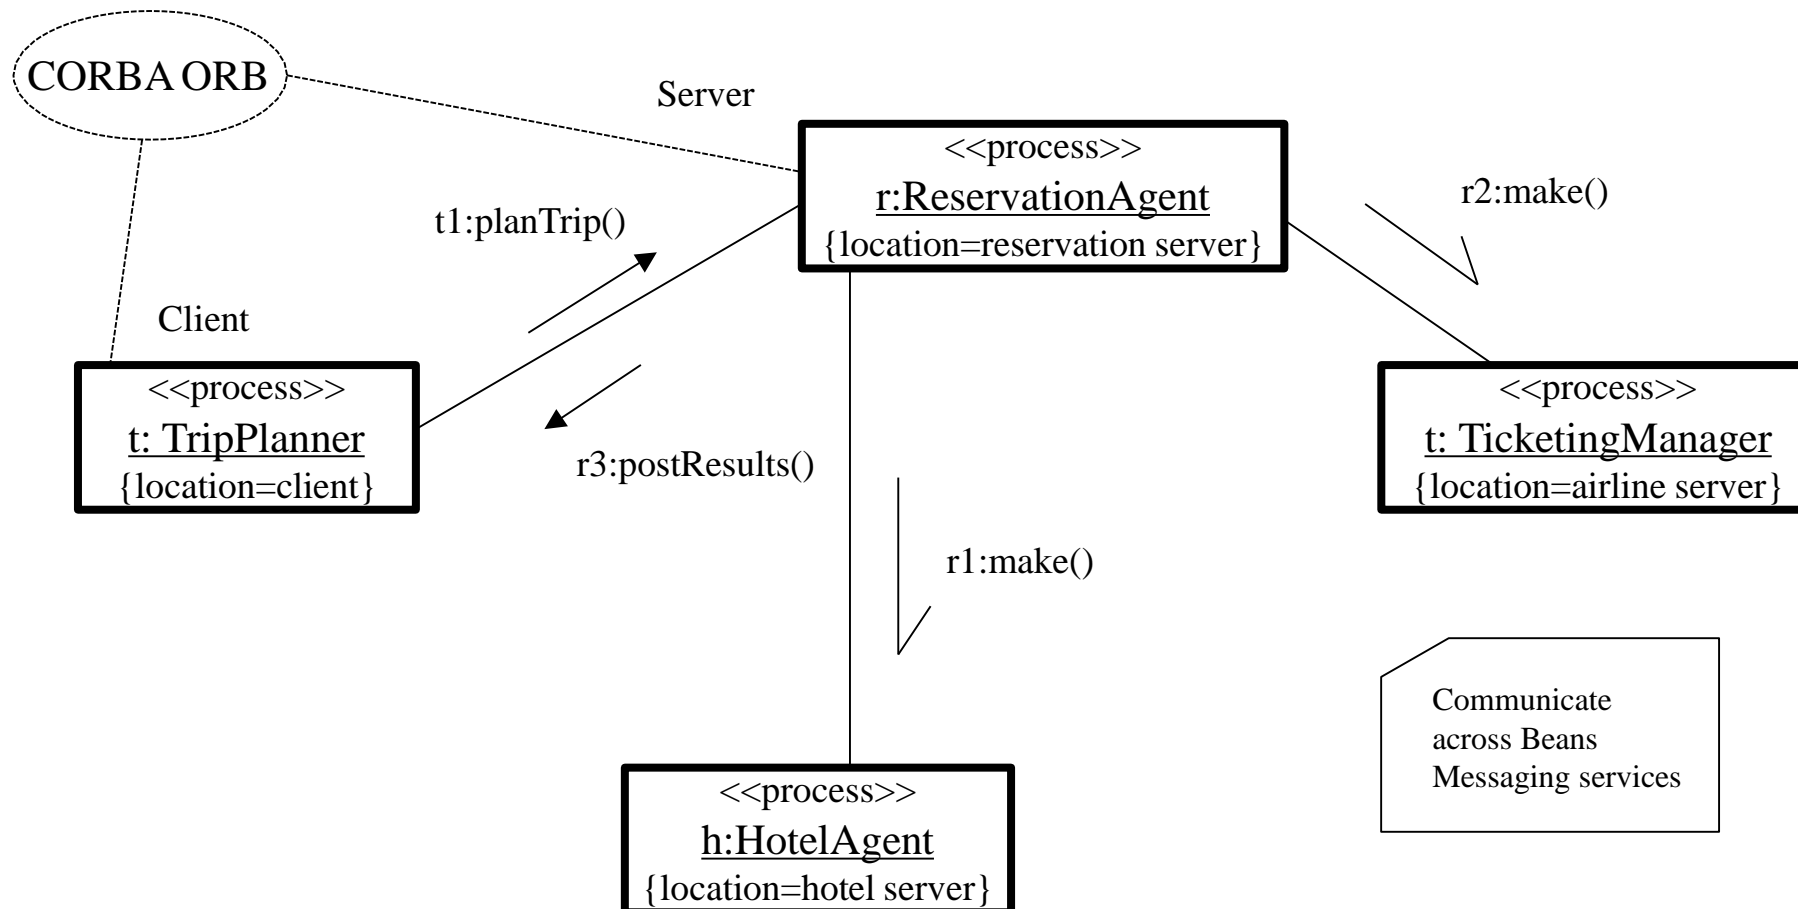 CORBA ORB
Server
<<process>>
r:ReservationAgent
{location=reservation server}
r2:make()
t1:planTrip()
Client
<<process>>
t: TripPlanner
{location=client}
r3:postResults()
<<process>>
t: TicketingManager
{location=airline server}
r1:make()
Communicate
across Beans
Messaging services
<<process>>
h:HotelAgent
{location=hotel server}